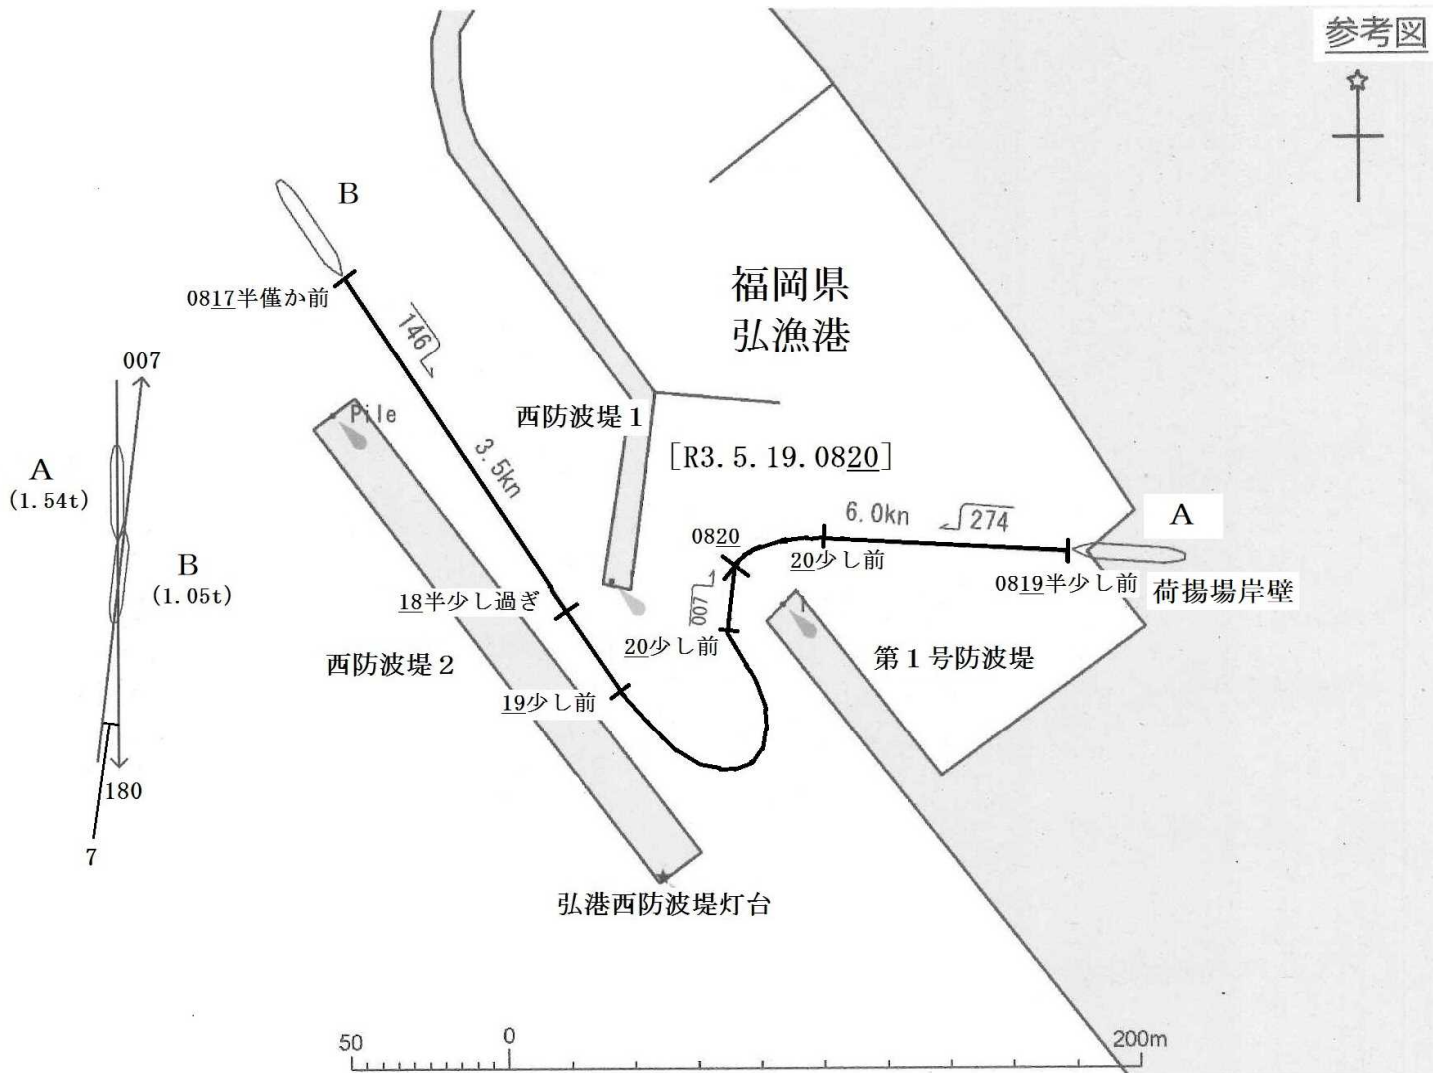 参考図
B
0817半僅か前
福岡県
弘漁港
146
007
Pile
西防波堤1
3.5kn
[R3.5.19.0820]
A
(1.54t)
6.0kn
274
A
0820
20少し前
0819半少し前
荷揚場岸壁
B
(1.05t)
18半少し過ぎ
007
20少し前
西防波堤2
第1号防波堤
19少し前
180
7
弘港西防波堤灯台
50
0
200m